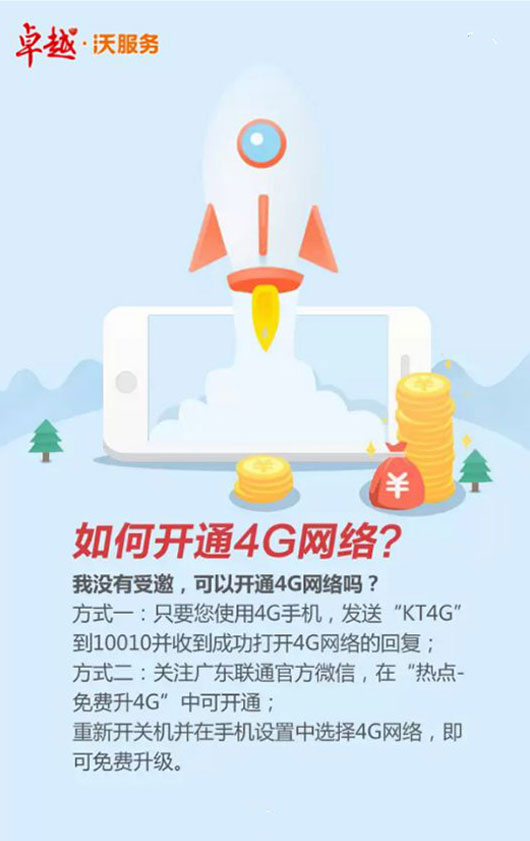 卓越·沃服务
¥
¥
如何开通4G网络?
我没有受邀，可以开通4G网络吗？
方式一：只要您使用4G手机，发送“KT4G”
到10010并收到成功打开4G网络的回复；
方式二：关注广东联通官方微信，在“热点-
免费升4G”中可开通；
重新开关机并在手机设置中选择4G网络，即
可免费升级。